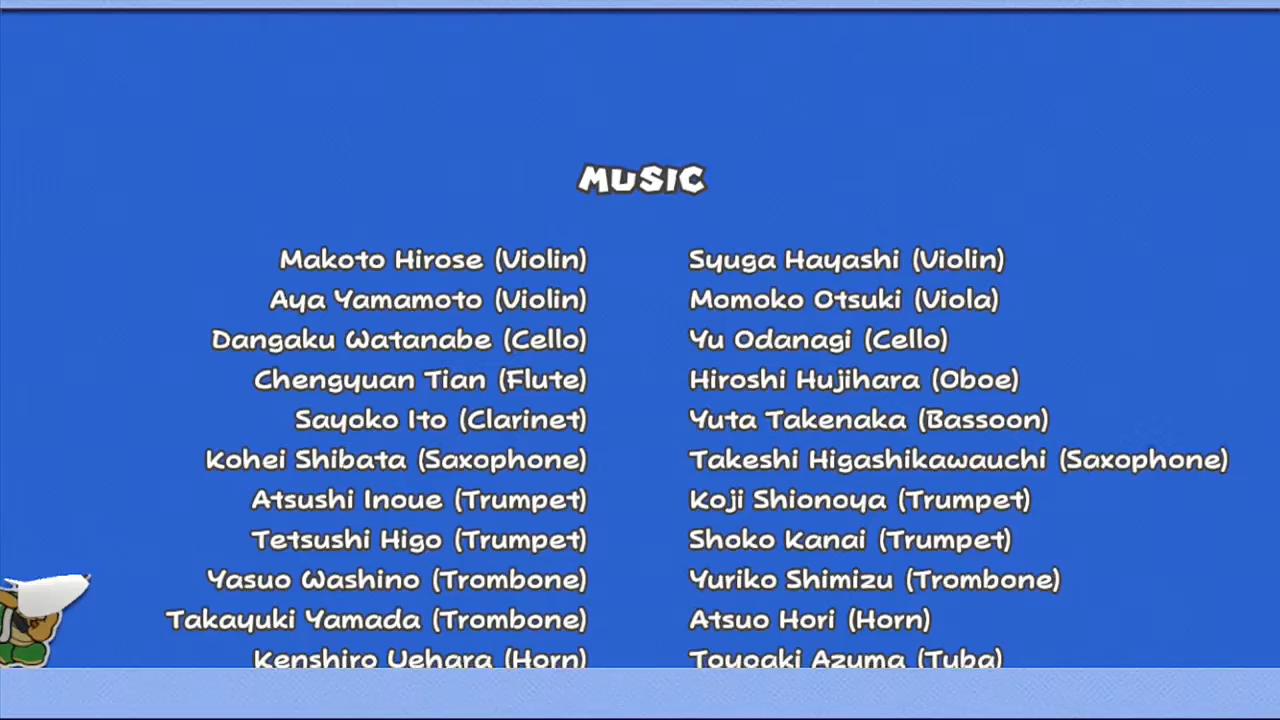 MUSIC
Makoto Hirose (Violin) Syuga Hayashi (Violin)
Aya Yamamoto (Violin) Momoko Otsuki (Viola)
Dangaku Watanabe (Cello) Yu Odanagi (Cello)
Chengyuan Tian (Flute) Hiroshi Hujihara (Oboe)
Sayoko Ito (Clarinet) Yuta Takenaka (Bassoon)
Kohei Shibata (Saxophone) Takeshi Higashikawauchi (Saxophone)
Atsushi Inoue (Trumpet) Koji Shionoya (Trumpet)
Tetsushi Higo (Trumpet) Shoko Kanai (Trumpet)
Yasuo Washino (Trombone) Yuriko Shimizu (Trombone)
Takayuki Yamada (Trombone) Atsuo Hori (Horn)
Kenshiro Uehara (Horn) Toyoaki Azuma (Tuba)